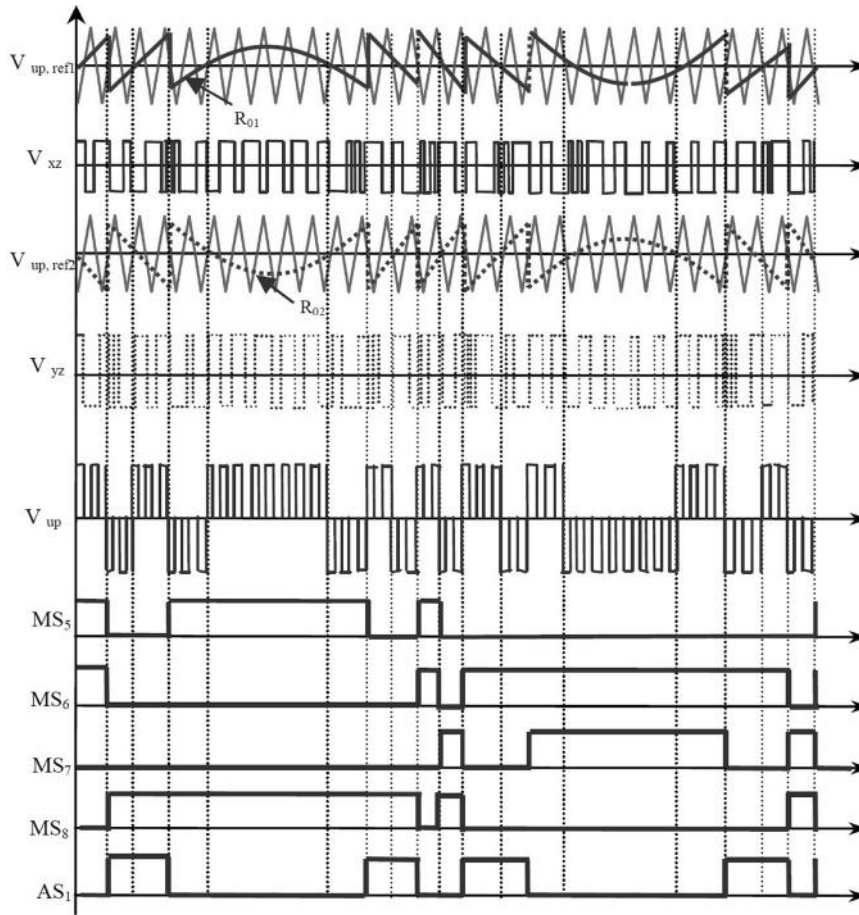 V up, ref1
R01
V xz
V up, ref2
R02
V yz
V up
MS5
MS6
MS7
MS8
AS1